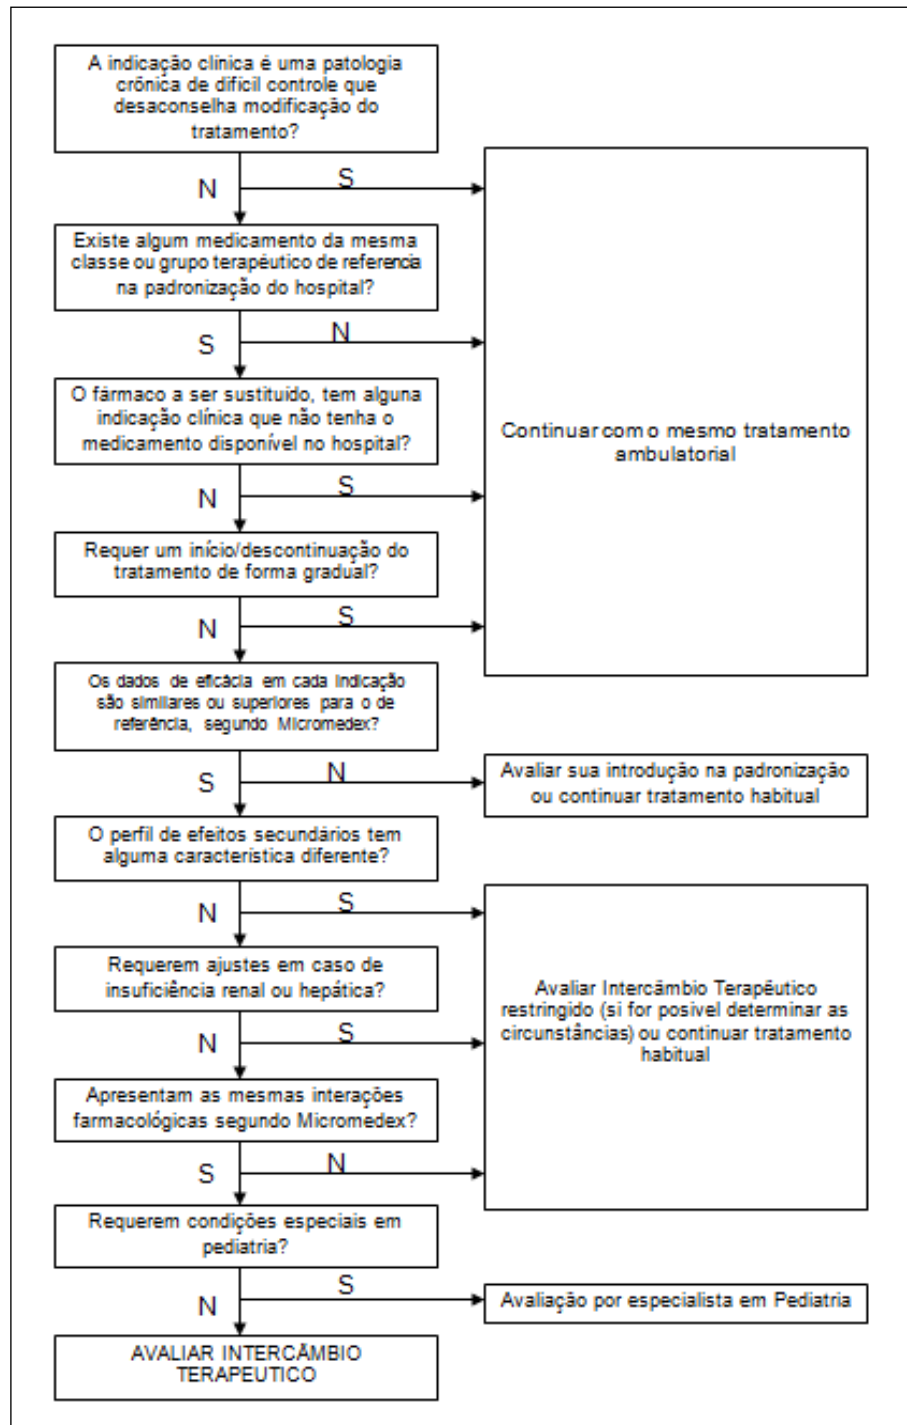 A indicação clínica é uma patologia
crônica de difícil controle que
desaconselha modificação do
tratamento?
N
S
Existe algum medicamento da mesma
classe ou grupo terapêutico de referencia
na padronização do hospital?
S
N
O fármaco a ser sustituído, tem alguna
indicação clínica que não tenha o
medicamento disponível no hospital?
Continuar com o mesmo tratamento
ambulatorial
N
S
Requer um início/descontinuação do
tratamento de forma gradual?
N
S
Os dados de eficácia em cada indicação
são similares ou superiores para o de
referência, segundo Micromedex?
S
N
Avaliar sua introdução na padronização
ou continuar tratamento habitual
O perfil de efeitos secundários tem
alguma característica diferente?
N
S
Requerem ajustes em caso de
insuficiência renal ou hepática?
Avaliar Intercâmbio Terapêutico
restringido (si for posivel determinar as
circunstâncias) ou continuar tratamento
habitual
N
S
Apresentam as mesmas interações
farmacológicas segundo Micromedex?
S
N
Requerem condições especiais em
pediatria?
N
S
Avaliação por especialista em Pediatria
AVALIAR INTERCÂMBIO
TERAPEUTICO